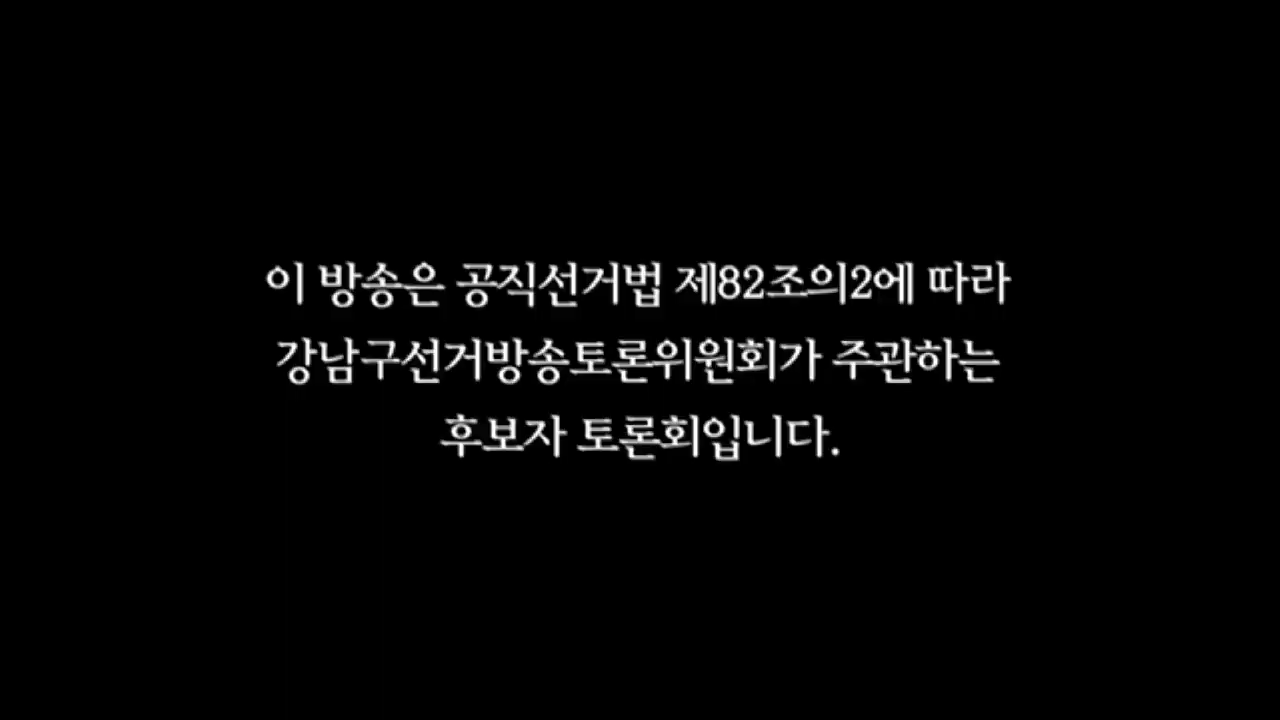 이 방송은 공직선거법 제82조의2에 따라
강남구선거방송토론위원회가 주관하는
후보자 토론회입니다.